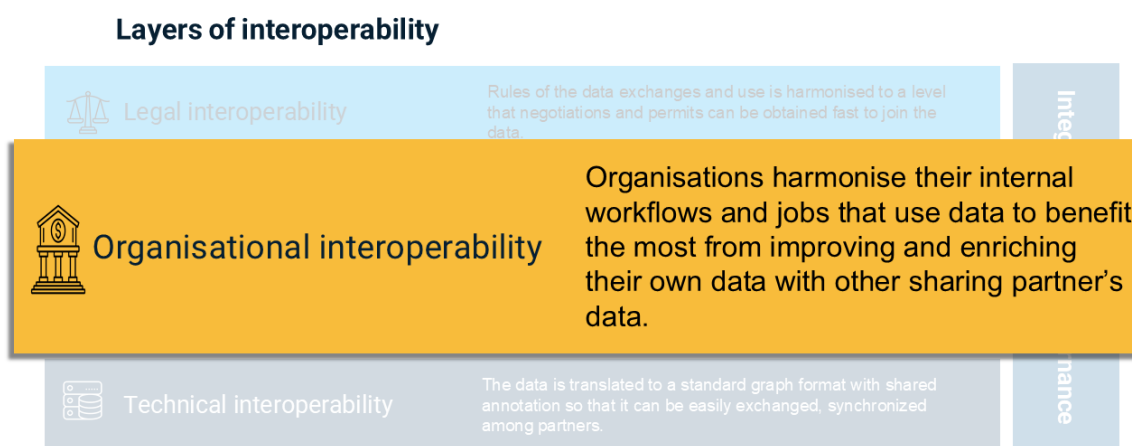 Layers of interoperability
Legal interoperability
Rules of the data exchanges and use is harmonised to a level
that negotiations and permits can be obtained fast to join the
data.
Organisational interoperability
Organisations harmonise their internal
workflows and jobs that use data to benefit
the most from improving and enriching
their own data with other sharing partner's
data.
Technical interoperability
The data is translated to a standard graph format with shared
annotation so that it can be easily exchanged, synchronized
among partners.